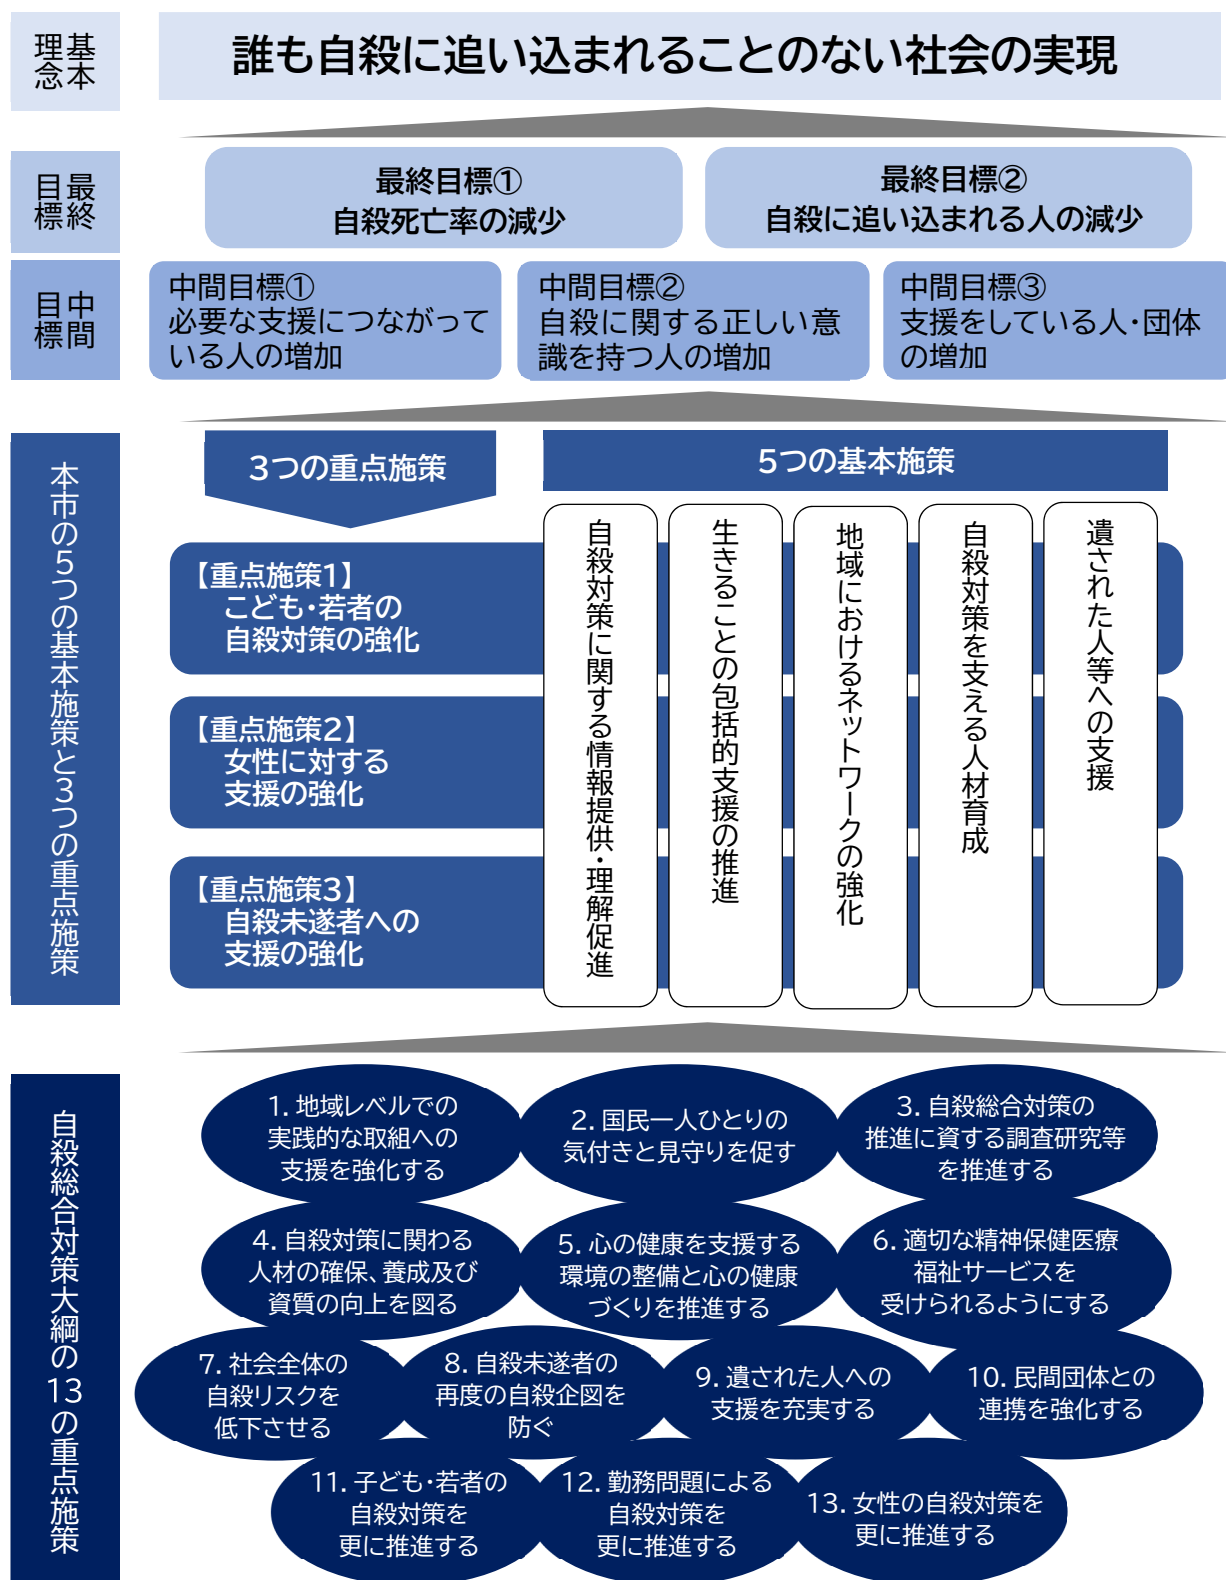 基本
理念
誰も自殺に追い込まれることのない社会の実現
最終
目標
最終目標①
自殺死亡率の減少
最終目標②
自殺に追い込まれる人の減少
中間
目標
中間目標①
必要な支援につながって
いる人の増加
中間目標②
自殺に関する正しい意
識を持つ人の増加
中間目標③
支援をしている人・団体
の増加
本市の5つの基本施策と3つの重点施策
3つの重点施策
5つの基本施策
【重点施策1】
こども・若者の
自殺対策の強化
【重点施策2】
女性に対する
支援の強化
【重点施策3】
自殺未遂者への
支援の強化
自殺対策に関する情報提供・理解促進
生きることの包括的支援の推進
地域におけるネットワークの強化
自殺対策を支える人材育成
遺された人等への支援
自殺総合対策大綱の13の重点施策
1. 地域レベルでの
実践的な取組への
支援を強化する
2. 国民一人ひとりの
気付きと見守りを促す
3. 自殺総合対策の
推進に資する調査研究等
を推進する
4. 自殺対策に関わる
人材の確保、養成及び
資質の向上を図る
5. 心の健康を支援する
環境の整備と心の健康
づくりを推進する
6. 適切な精神保健医療
福祉サービスを
受けられるようにする
7. 社会全体の
自殺リスクを
低下させる
8. 自殺未遂者の
再度の自殺企図を
防ぐ
9. 遺された人への
支援を充実する
10. 民間団体との
連携を強化する
11. 子ども・若者の
自殺対策を
更に推進する
12. 勤務問題による
自殺対策を
更に推進する
13. 女性の自殺対策を
更に推進する